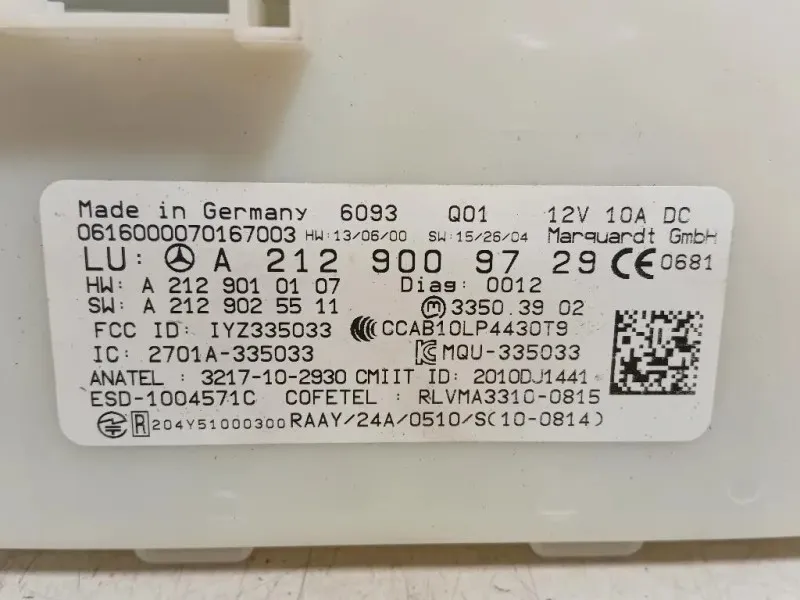 Made in Germany 6093 Q01 12V 10A DC
0616000070167003 HW:13/06/00 SW:15/26/04 Marquardt GmbH
LU: A 212 900 97 29 CE 0681
HW: A 212 901 01 07 Diag: 0012
SW: A 212 902 55 11 m 3350.3902
FCC ID: IYZ335033 CCAB10LP4430T9
IC: 2701A-335033 MQU-335033
ANATEL : 3217-10-2930 CMIIT ID: 2010DJ1441
ESD-1004571C COFETEL: RLVMA3310-0815
R 204Y51000300 RAAY/24A/0510/S(10-0814)